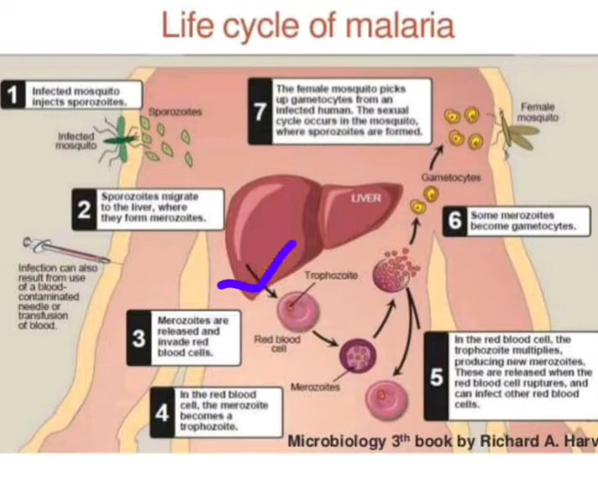 Life cycle of malaria
1
Infected mosquito
injects sporozoites.
Sporozoites
Infected
mosquito
7
The female mosquito picks
up gametocytes from an
infected human. The sexual
cycle occurs in the mosquito,
where sporozoites are formed.
Female
mosquito
Gametocytes
2
Sporozoites migrate
to the liver, where
they form merozoites.
LIVER
6
Some merozoites
become gametocytes.
Infection can also
result from use
of a blood-
contaminated
needle or
transfusion
of blood.
Trophozoite
3
Merozoites are
released and
invade red
blood cells.
Red blood
cell
Merozoites
4
In the red blood
cell, the merozoite
becomes a
trophozoite.
5
In the red blood cell, the
trophozoite multiplies,
producing new merozoites.
These are released when the
red blood cell ruptures, and
can infect other red blood
cells.
Microbiology 3th book by Richard A. Harv